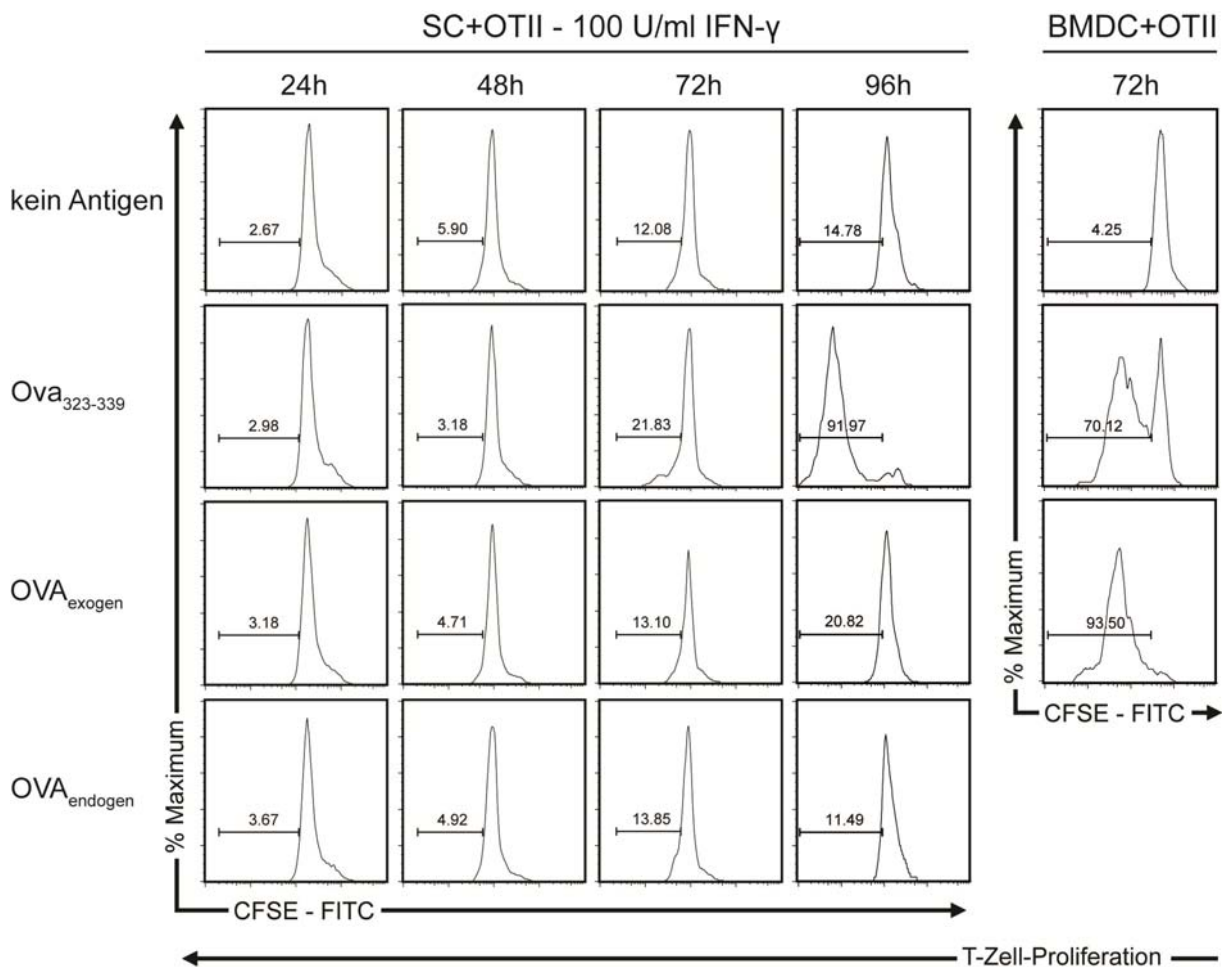 SC+OTII - 100 U/ml IFN-γ
BMDC+OTII
24h
48h
72h
96h
72h
kein Antigen
2.67
5.90
12.08
14.78
4.25
Ova323-339
2.98
3.18
21.83
91.97
70.12
OVAexogen
3.18
4.71
13.10
20.82
93.50
% Maximum
CFSE - FITC
OVAendogen
3.67
4.92
13.85
11.49
% Maximum
CFSE - FITC
T-Zell-Proliferation